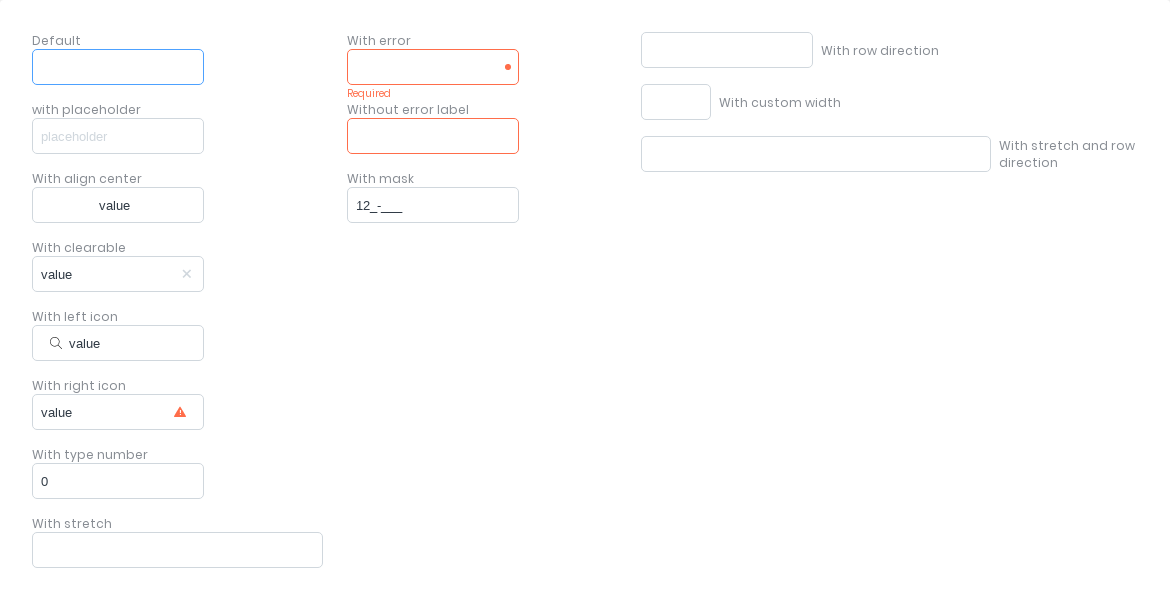 Default
with placeholder
placeholder
With align center
value
With clearable
value
With left icon
value
With right icon
value
With type number
0
With stretch
With error
Required
Without error label
With mask
12_-___
With row direction
With custom width
With stretch and row
direction